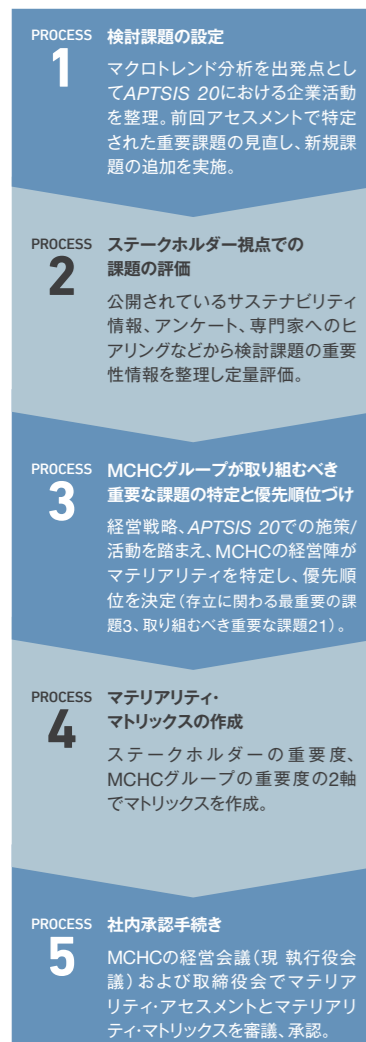 PROCESS
1
検討課題の設定
マクロトレンド分析を出発点とし
てAPTSIS 20における企業活動
を整理。前回アセスメントで特定
された重要課題の見直し、新規課
題の追加を実施。
PROCESS
2
ステークホルダー視点での
課題の評価
公開されているサステナビリティ
情報、アンケート、専門家へのヒ
アリングなどから検討課題の重要
性情報を整理し定量評価。
PROCESS
3
MCHCグループが取り組むべき
重要な課題の特定と優先順位づけ
経営戦略、APTSIS 20での施策/
活動を踏まえ、MCHCの経営陣が
マテリアリティを特定し、優先順
位を決定（存立に関わる最重要の課
題3、取り組むべき重要な課題21）。
PROCESS
4
マテリアリティ・
マトリックスの作成
ステークホルダーの重要度、
MCHCグループの重要度の2軸
でマトリックスを作成。
PROCESS
5
社内承認手続き
MCHCの経営会議（現 執行役会
議）および取締役会でマテリア
リティ・アセスメントとマテリアリ
ティ・マトリックスを審議、承認。